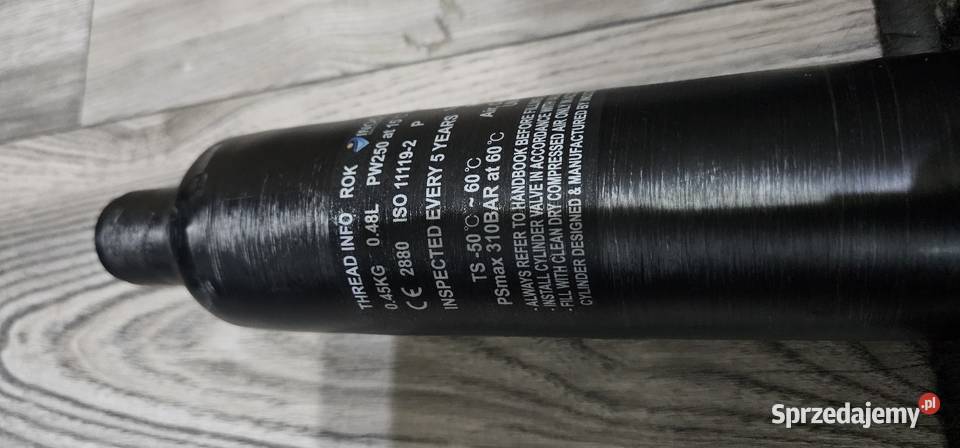 THREAD INFO ROK
0.45KG 0.48L PW250 at 15
CE 2880 ISO 11119-2 P
INSPECTED EVERY 5 YEARS
TS -50℃ ~ 60℃ Air
PSmax 310BAR at 60℃
- ALWAYS REFER TO HANDBOOK BEFORE
- INSTALL CYLINDER VALVE IN ACCORDANCE WITH
- FILL WITH CLEAN DRY COMPRESSED AIR ONLY
CYLINDER DESIGNED & MANUFACTURED BY
Sprzedajemy.pl